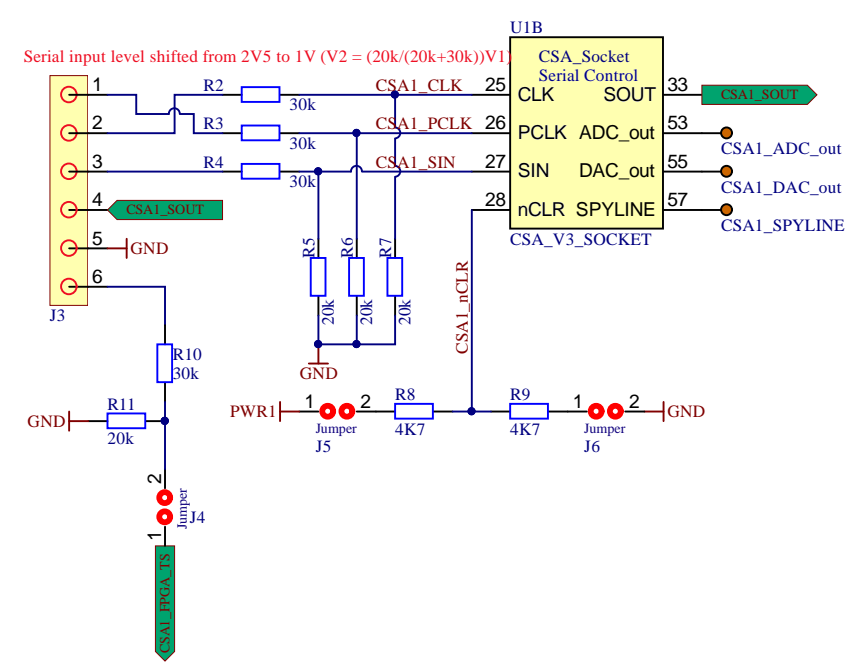 U1B
Serial input level shifted from 2V5 to 1V (V2 = (20k/(20k+30k))V1)
CSA_Socket
Serial Control
1
R2
30k
CSA1_CLK
25
CLK
SOUT
33
CSA1_SOUT
2
R3
30k
CSA1_PCLK
26
PCLK
ADC_out
53
CSA1_ADC_out
3
R4
30k
CSA1_SIN
27
SIN
DAC_out
55
CSA1_DAC_out
4
CSA1_SOUT
28
nCLR
SPYLINE
57
CSA1_SPYLINE
5
GND
CSA_V3_SOCKET
6
J3
R5
20k
R6
20k
R7
20k
GND
CSA1_nCLR
R10
30k
GND
R11
20k
PWR1
1
2
Jumper
J5
R8
4K7
R9
4K7
1
2
Jumper
J6
GND
2
Jumper
J4
1
CSA1_FPGA_TS